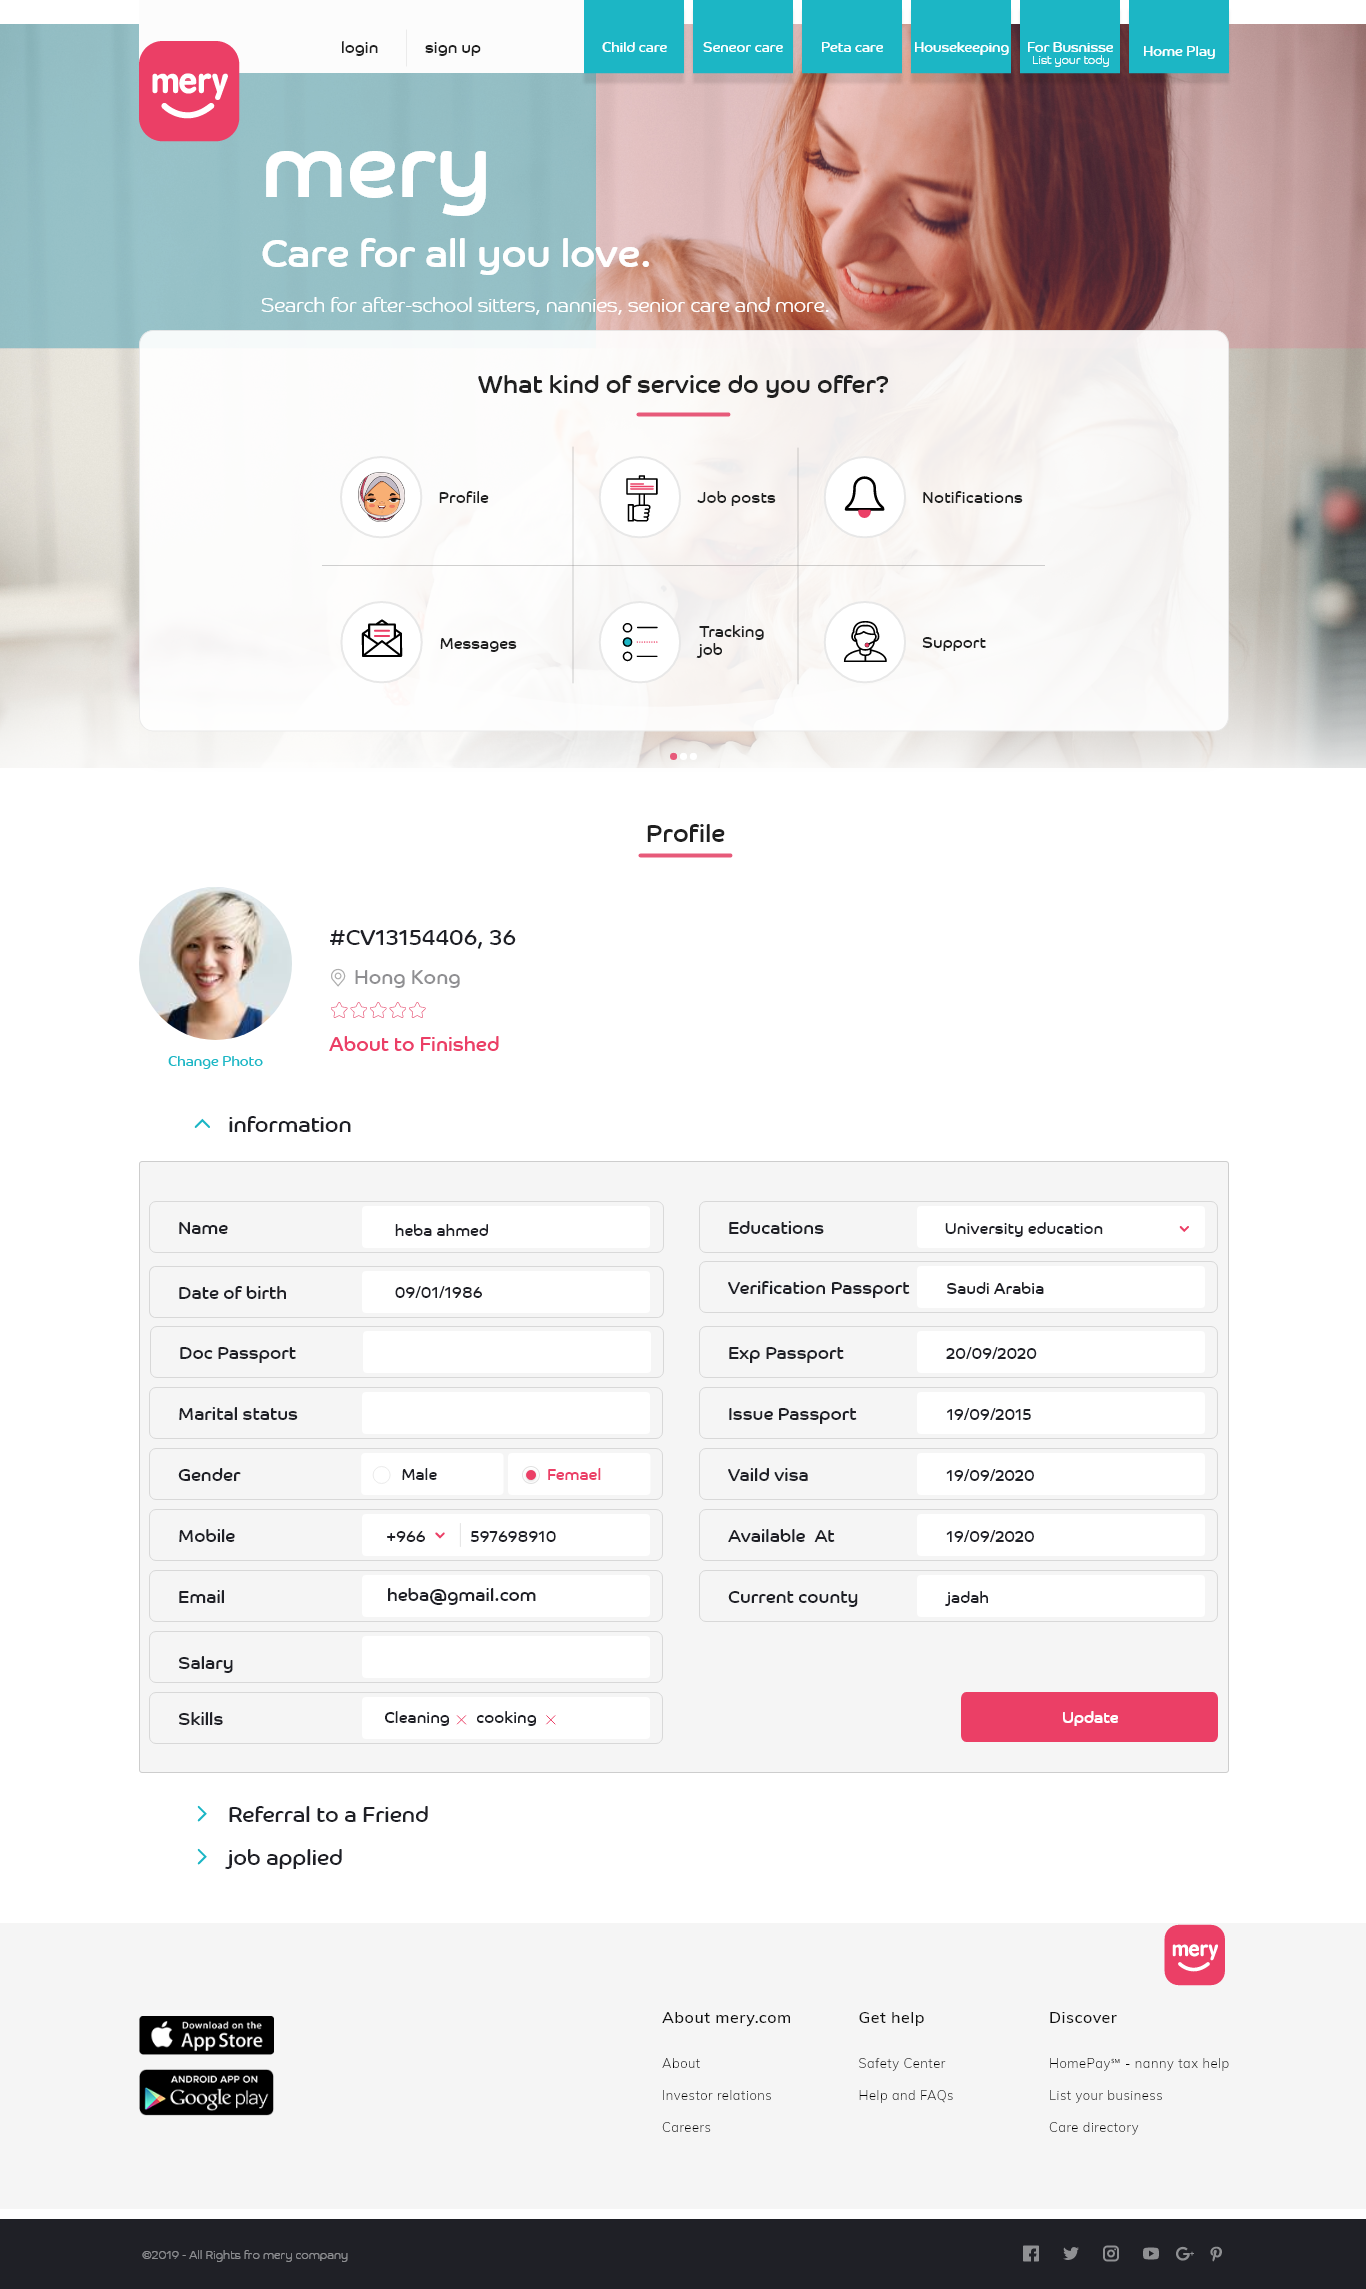 login
sign up
Child care
Seneor care
Peta care
Housekeeping
For Busnisse
List your tody
Home Play
mery
mery
Care for all you love.
Search for after-school sitters, nannies, senior care and more.
What kind of service do you offer?
Profile
Job posts
Notifications
Messages
Tracking
job
Support
Profile
#CV13154406, 36
Hong Kong
About to Finished
Change Photo
information
Name
heba ahmed
Educations
University education
Date of birth
09/01/1986
Verification Passport
Saudi Arabia
Doc Passport
Exp Passport
20/09/2020
Marital status
Issue Passport
19/09/2015
Gender
Male
Femael
Vaild visa
19/09/2020
Mobile
+966
597698910
Available At
19/09/2020
Email
heba@gmail.com
Current county
jadah
Salary
Skills
Cleaning
cooking
Update
Referral to a Friend
job applied
mery
Download on the
App Store
ANDROID APP ON
Google play
About mery.com
About
Investor relations
Careers
Get help
Safety Center
Help and FAQs
Discover
HomePay℠ - nanny tax help
List your business
Care directory
©2019 - All Rights fro mery company